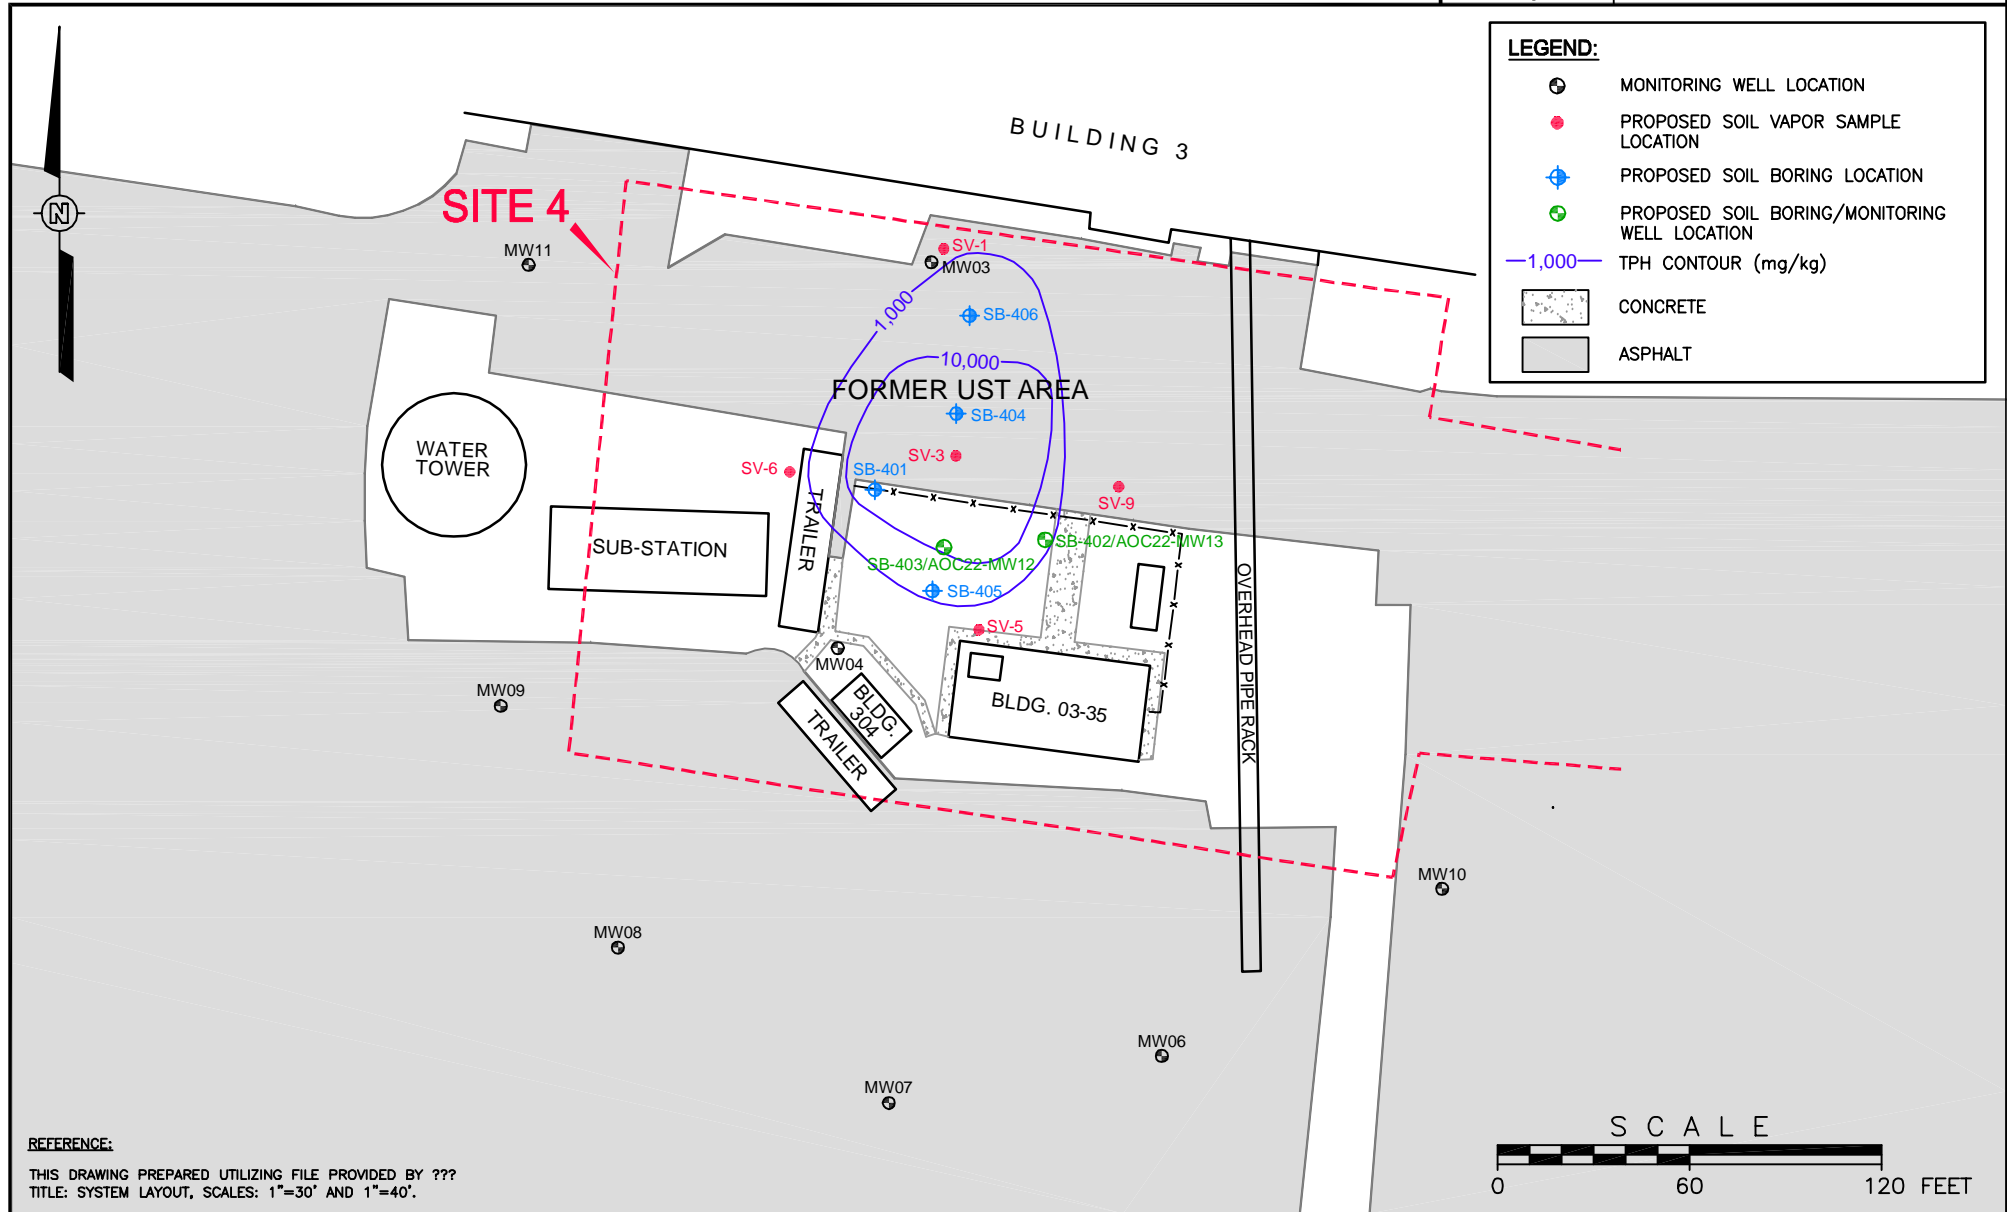 LEGEND:
MONITORING WELL LOCATION
PROPOSED SOIL VAPOR SAMPLE
LOCATION
PROPOSED SOIL BORING LOCATION
PROPOSED SOIL BORING/MONITORING
WELL LOCATION
1,000
TPH CONTOUR (mg/kg)
CONCRETE
ASPHALT
BUILDING 3
N
SITE 4
MW11
SV-1
MW03
1,000
SB-406
10,000
FORMER UST AREA
SB-404
WATER
TOWER
SV-6
SV-3
SB-401
SV-9
TRAILER
SUB-STATION
SB-402/AOC22-MW13
SB-403/AOC22-MW12
SB-405
OVERHEAD PIPE RACK
SV-5
MW04
MW09
BLDG.
304
BLDG. 03-35
TRAILER
MW10
MW08
MW06
MW07
REFERENCE:
THIS DRAWING PREPARED UTILIZING FILE PROVIDED BY ???
TITLE: SYSTEM LAYOUT, SCALES: 1"=30' AND 1"=40'.
SCALE
0 60 120 FEET